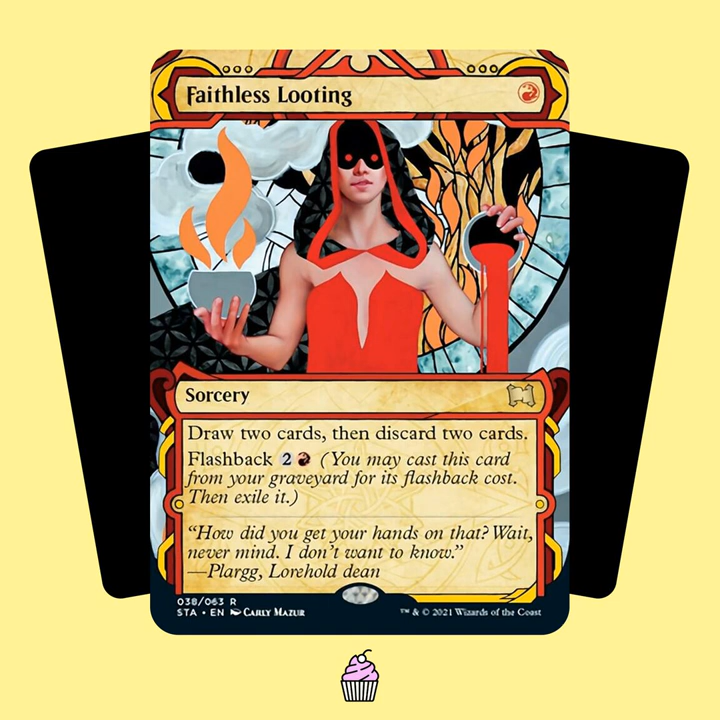 Faithless Looting
Sorcery
Draw two cards, then discard two cards.
Flashback 2 (You may cast this card
from your graveyard for its flashback cost.
Then exile it.)
“How did you get your hands on that? Wait,
never mind. I don’t want to know.”
—Plargg, Lorehold dean
038/063 R
STA • EN Carly Mazur
™ & © 2021 Wizards of the Coast